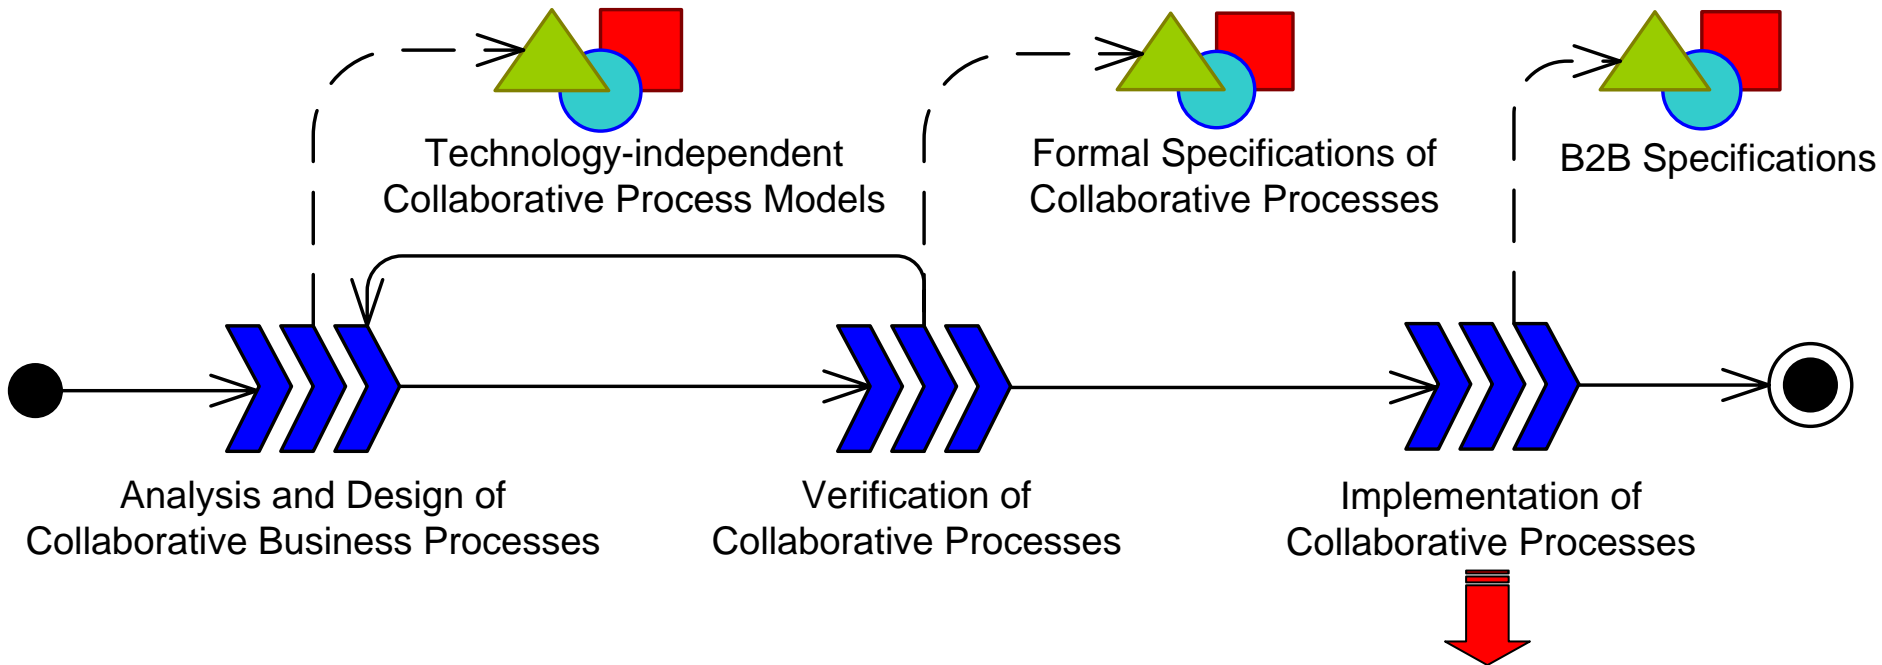 Technology-independent
Collaborative Process Models
Formal Specifications of
Collaborative Processes
B2B Specifications
Analysis and Design of
Collaborative Business Processes
Verification of
Collaborative Processes
Implementation of
Collaborative Processes